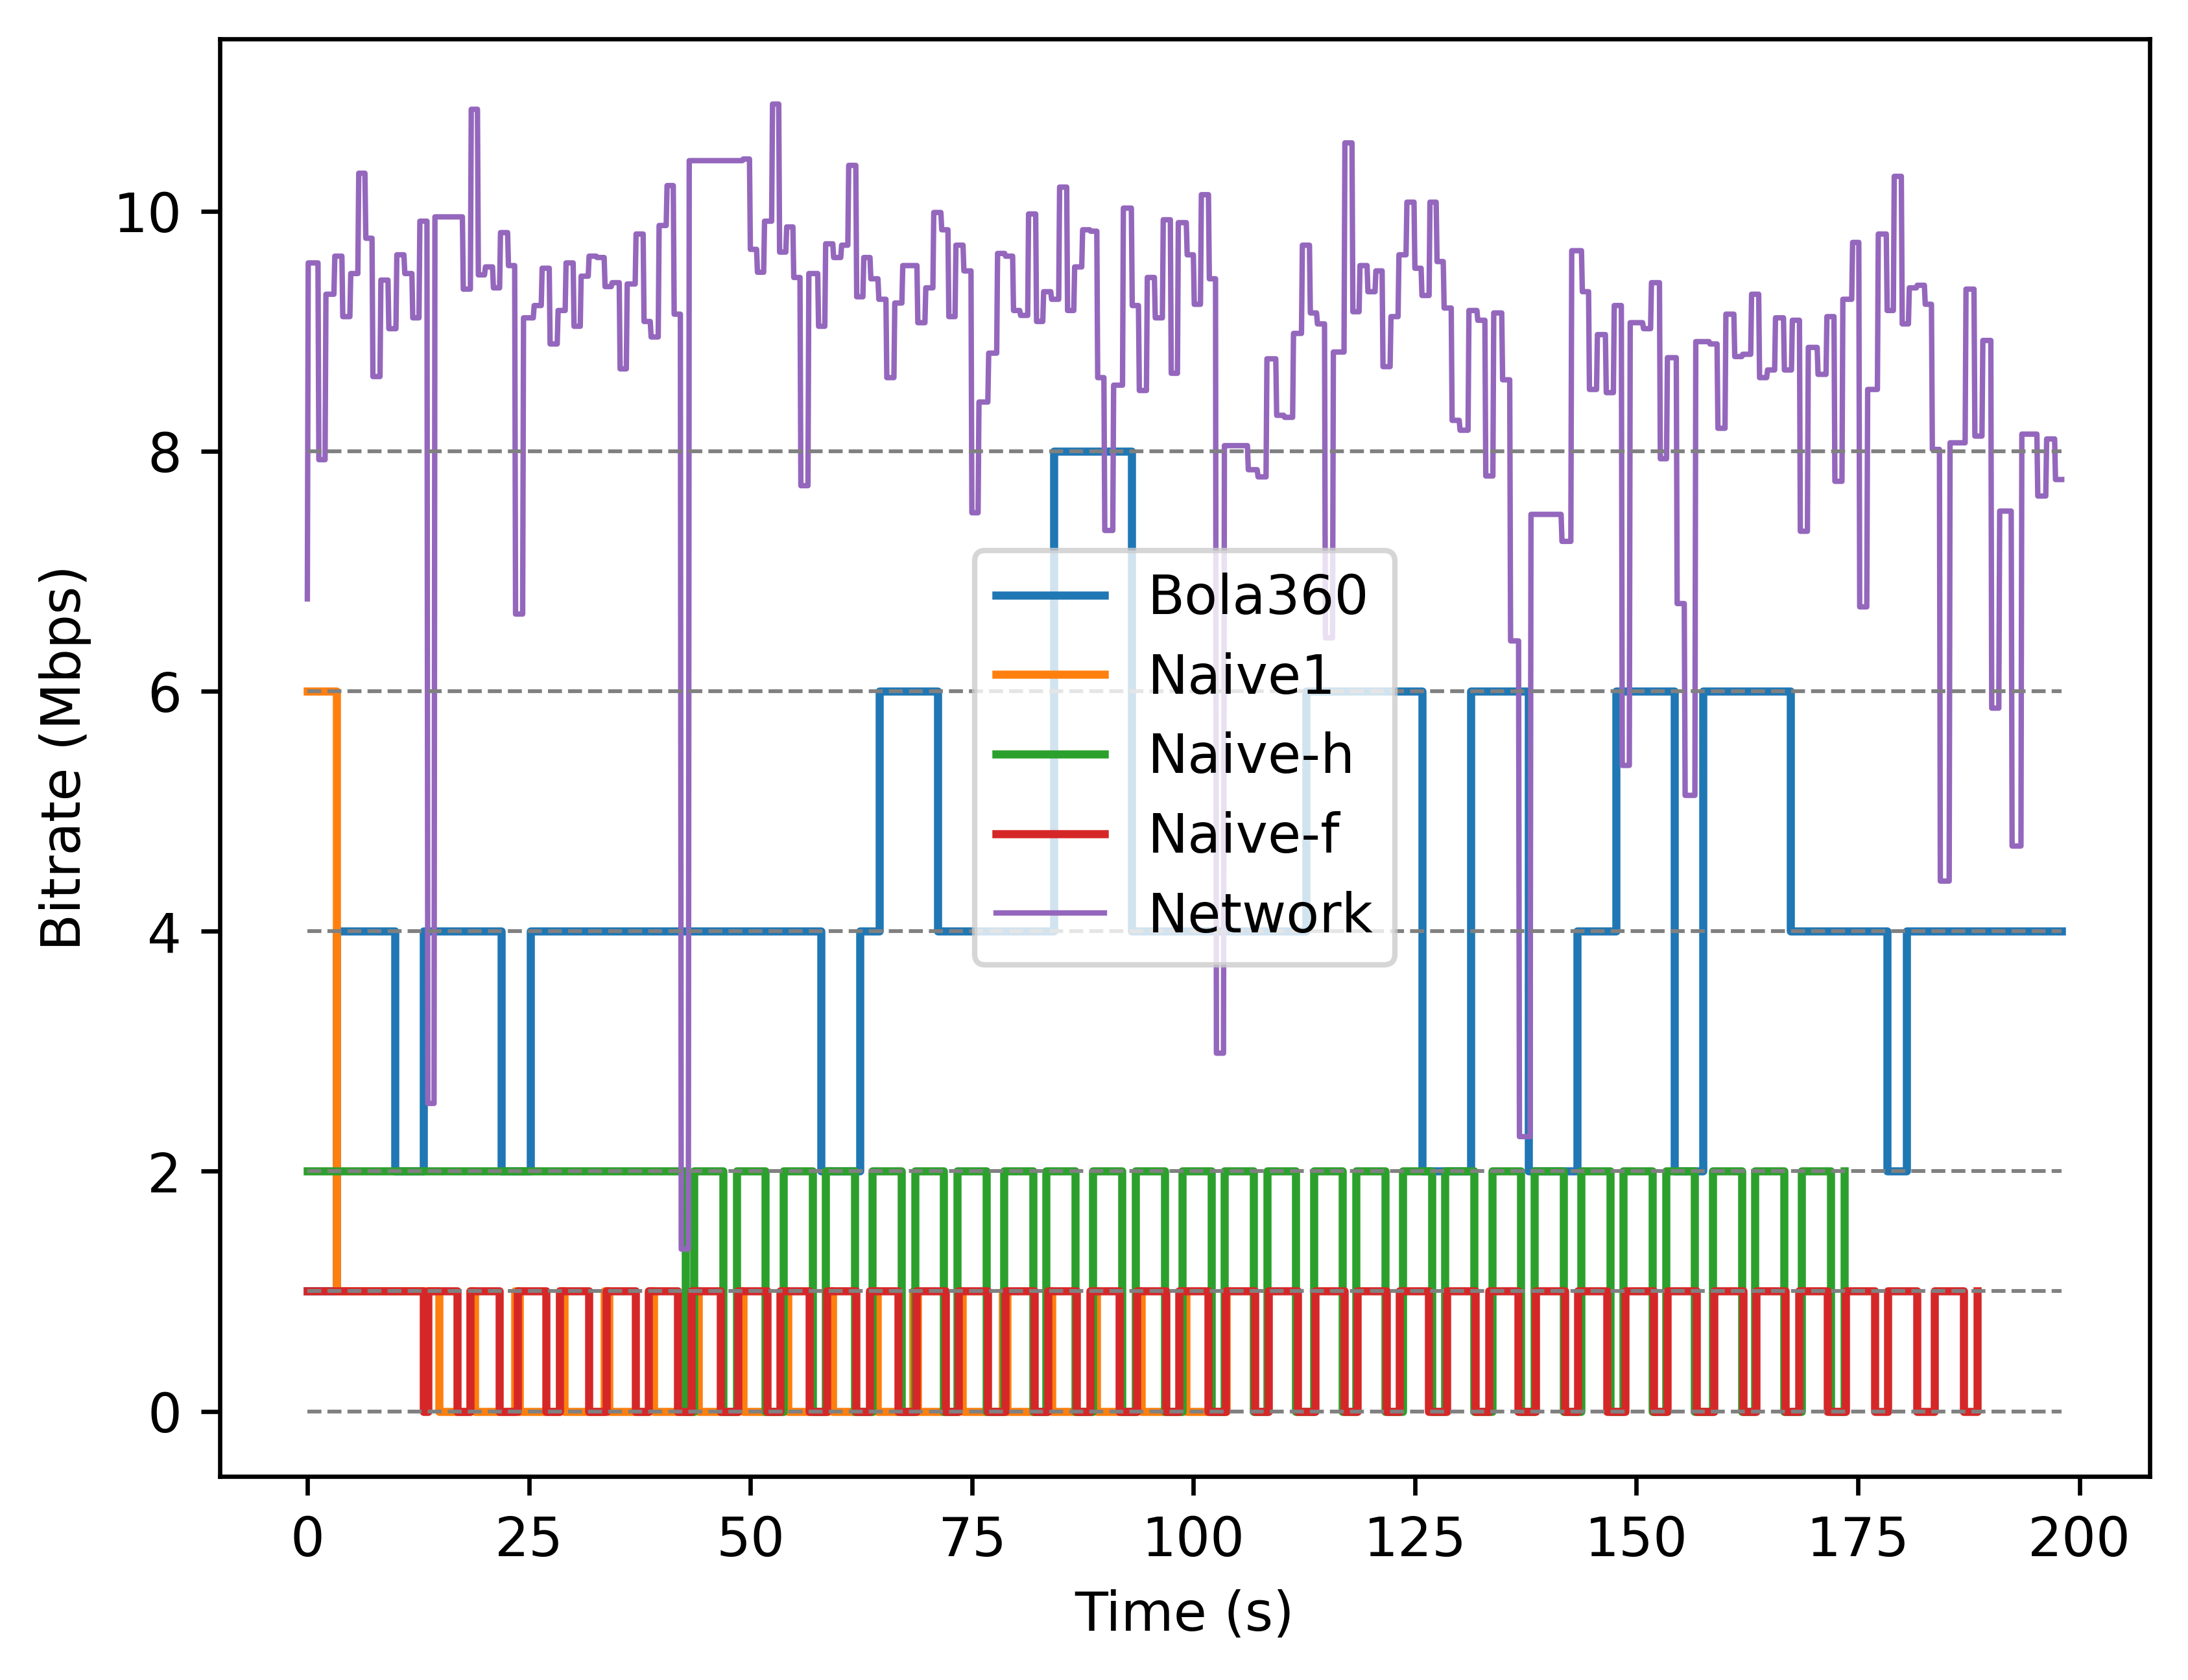 Bitrate (Mbps)
10
8
6
4
2
0
Bola360
Naive1
Naive-h
Naive-f
Network
0 25 50 75 100 125 150 175 200
Time (s)